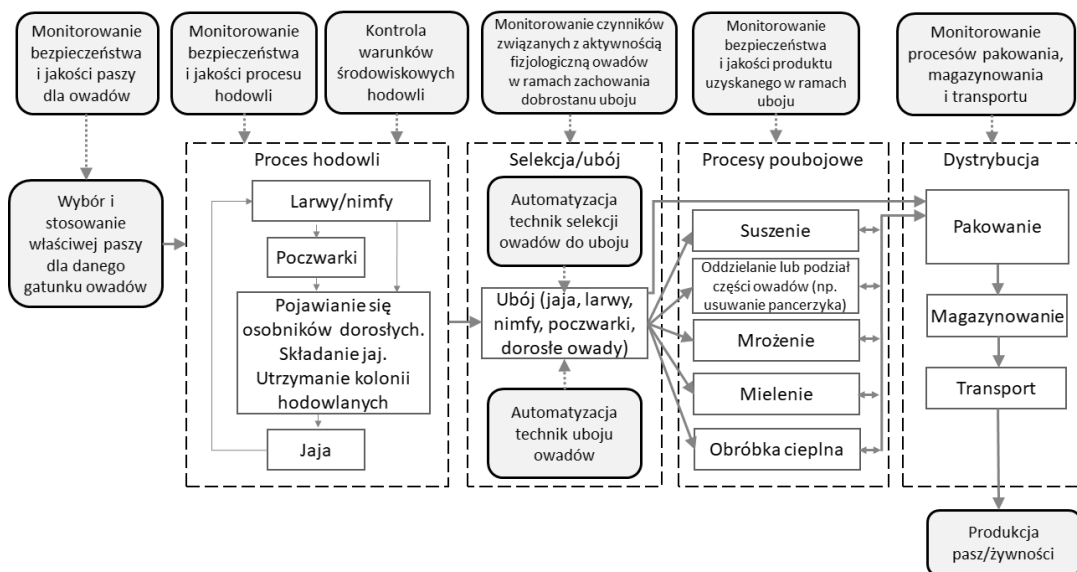 Monitorowanie
bezpieczeństwa
i jakości paszy
dla owadów
Monitorowanie
bezpieczeństwa
i jakości procesu
hodowli
Kontrola
warunków
środowiskowych
hodowli
Monitorowanie czynników
związanych z aktywnością
fizjologiczną owadów
w ramach zachowania
dobrostanu uboju
Monitorowanie
bezpieczeństwa
i jakości produktu
uzyskanego w ramach
uboju
Monitorowanie
procesów pakowania,
magazynowania
i transportu
Wybór i
stosowanie
właściwej paszy
dla danego
gatunku owadów
Proces hodowli
Larwy/nimfy
Poczwarki
Pojawianie się
osobników dorosłych.
Składanie jaj.
Utrzymanie kolonii
hodowlanych
Jaja
Selekcja/ubój
Automatyzacja
technik selekcji
owadów do uboju
Ubój (jaja, larwy,
nimfy, poczwarki,
dorosłe owady)
Automatyzacja
technik uboju
owadów
Procesy poubojowe
Suszenie
Oddzielanie lub podział
części owadów (np.
usuwanie pancerzyka)
Mrożenie
Mielenie
Obróbka cieplna
Dystrybucja
Pakowanie
Magazynowanie
Transport
Produkcja
pasz/żywności